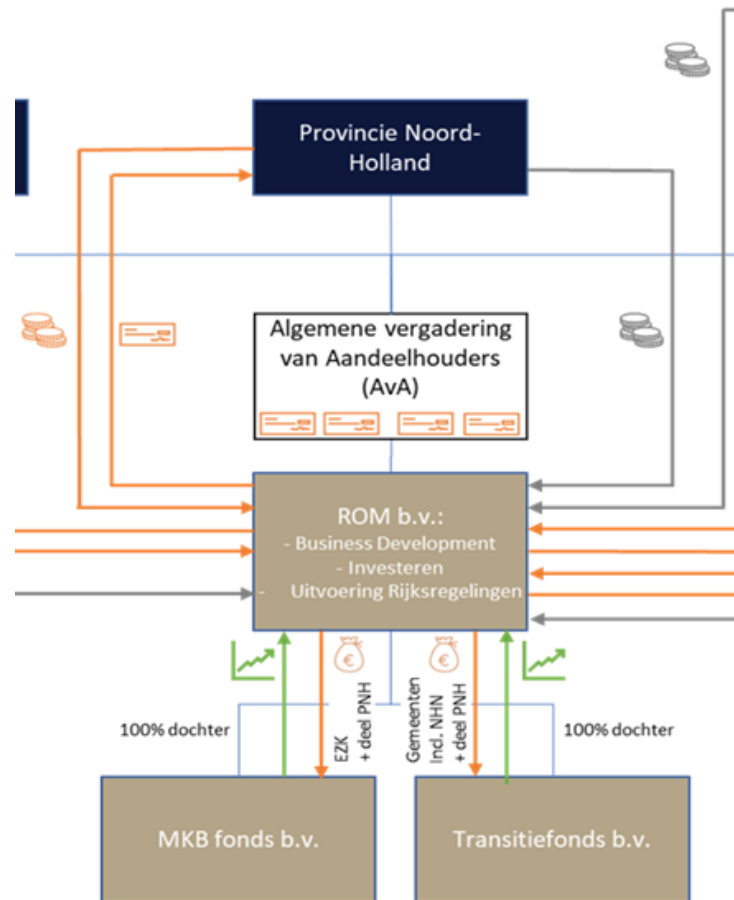 Provincie Noord-
Holland
Algemene vergadering
van Aandeelhouders
(AvA)
ROM b.v.:
- Business Development
- Investeren
- Uitvoering Rijksregelingen
100% dochter
EZK
+ deel PNH
Gemeenten
Incl. NHN
+ deel PNH
100% dochter
MKB fonds b.v.
Transitiefonds b.v.